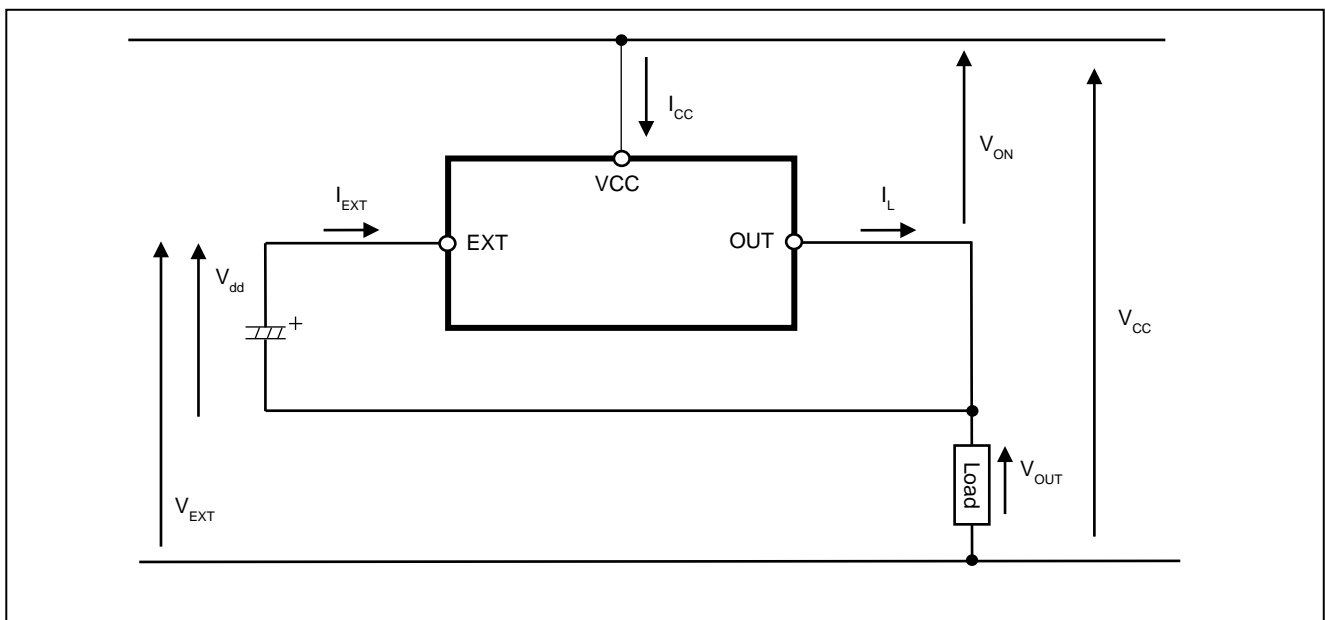 I_CC
VCC
V_ON
I_EXT
I_L
EXT
OUT
V_dd
+
V_CC
Load
V_OUT
V_EXT